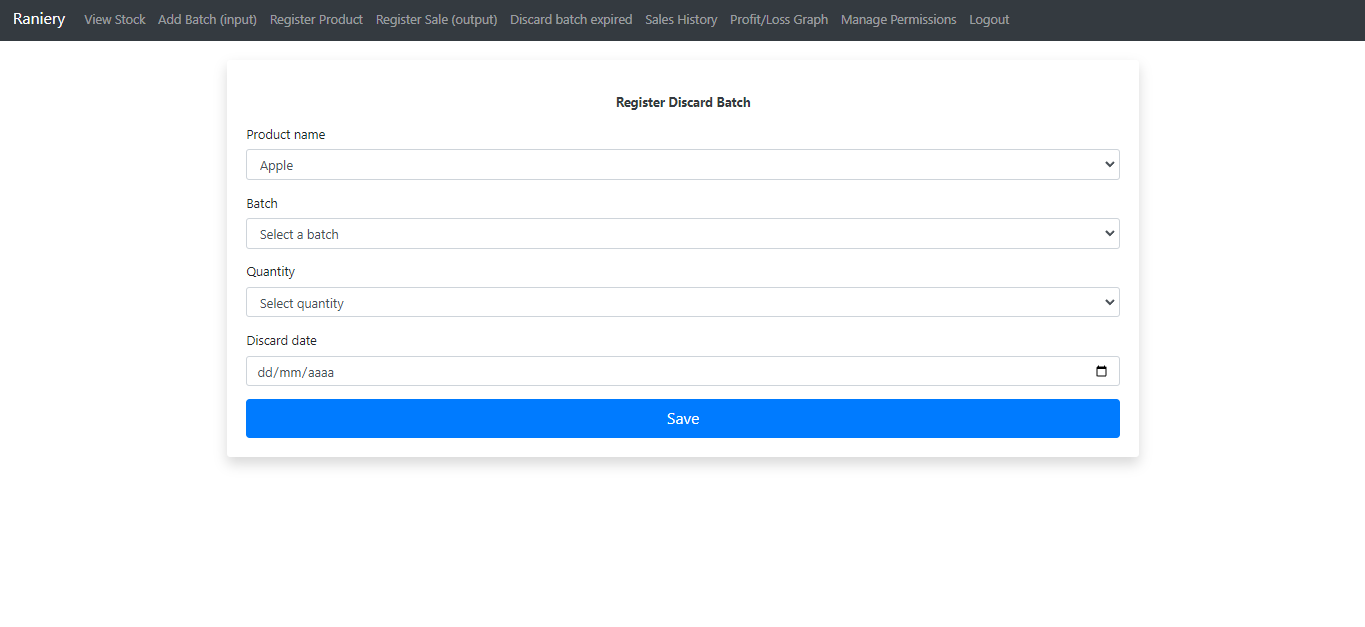 Raniery View Stock Add Batch (input) Register Product Register Sale (output) Discard batch expired Sales History Profit/Loss Graph Manage Permissions Logout
Register Discard Batch
Product name
Apple
Batch
Select a batch
Quantity
Select quantity
Discard date
dd/mm/aaaa
Save